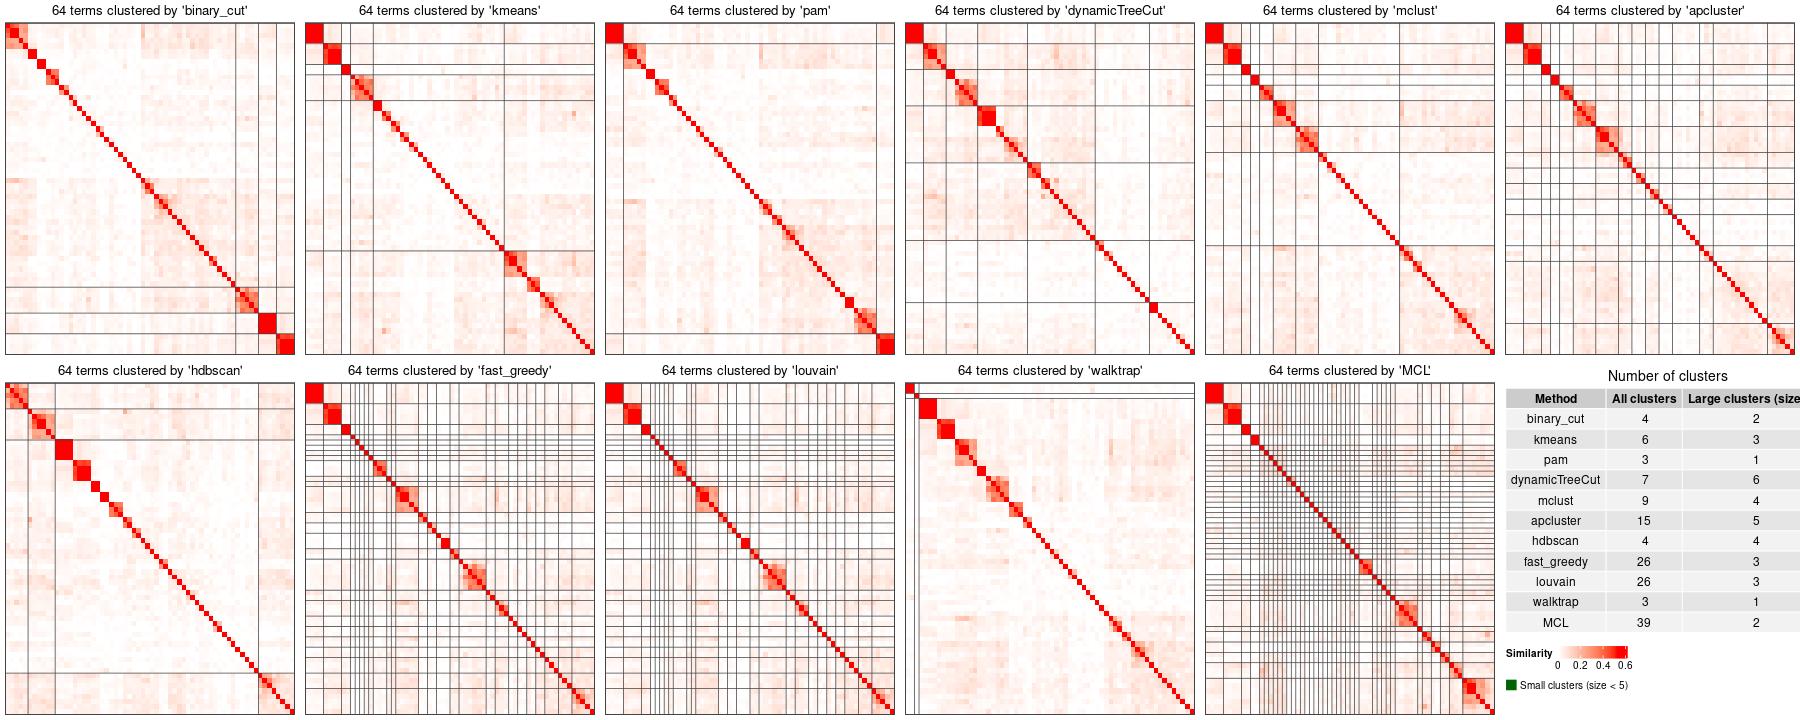 64 terms clustered by 'binary_cut'
64 terms clustered by 'kmeans'
64 terms clustered by 'pam'
64 terms clustered by 'dynamicTreeCut'
64 terms clustered by 'mclust'
64 terms clustered by 'apcluster'
64 terms clustered by 'hdbscan'
64 terms clustered by 'fast_greedy'
64 terms clustered by 'louvain'
64 terms clustered by 'walktrap'
64 terms clustered by 'MCL'
Number of clusters
Method All clusters Large clusters (size
binary_cut 4 2
kmeans 6 3
pam 3 1
dynamicTreeCut 7 6
mclust 9 4
apcluster 15 5
hdbscan 4 4
fast_greedy 26 3
louvain 26 3
walktrap 3 1
MCL 39 2
Similarity
0 0.2 0.4 0.6
Small clusters (size < 5)